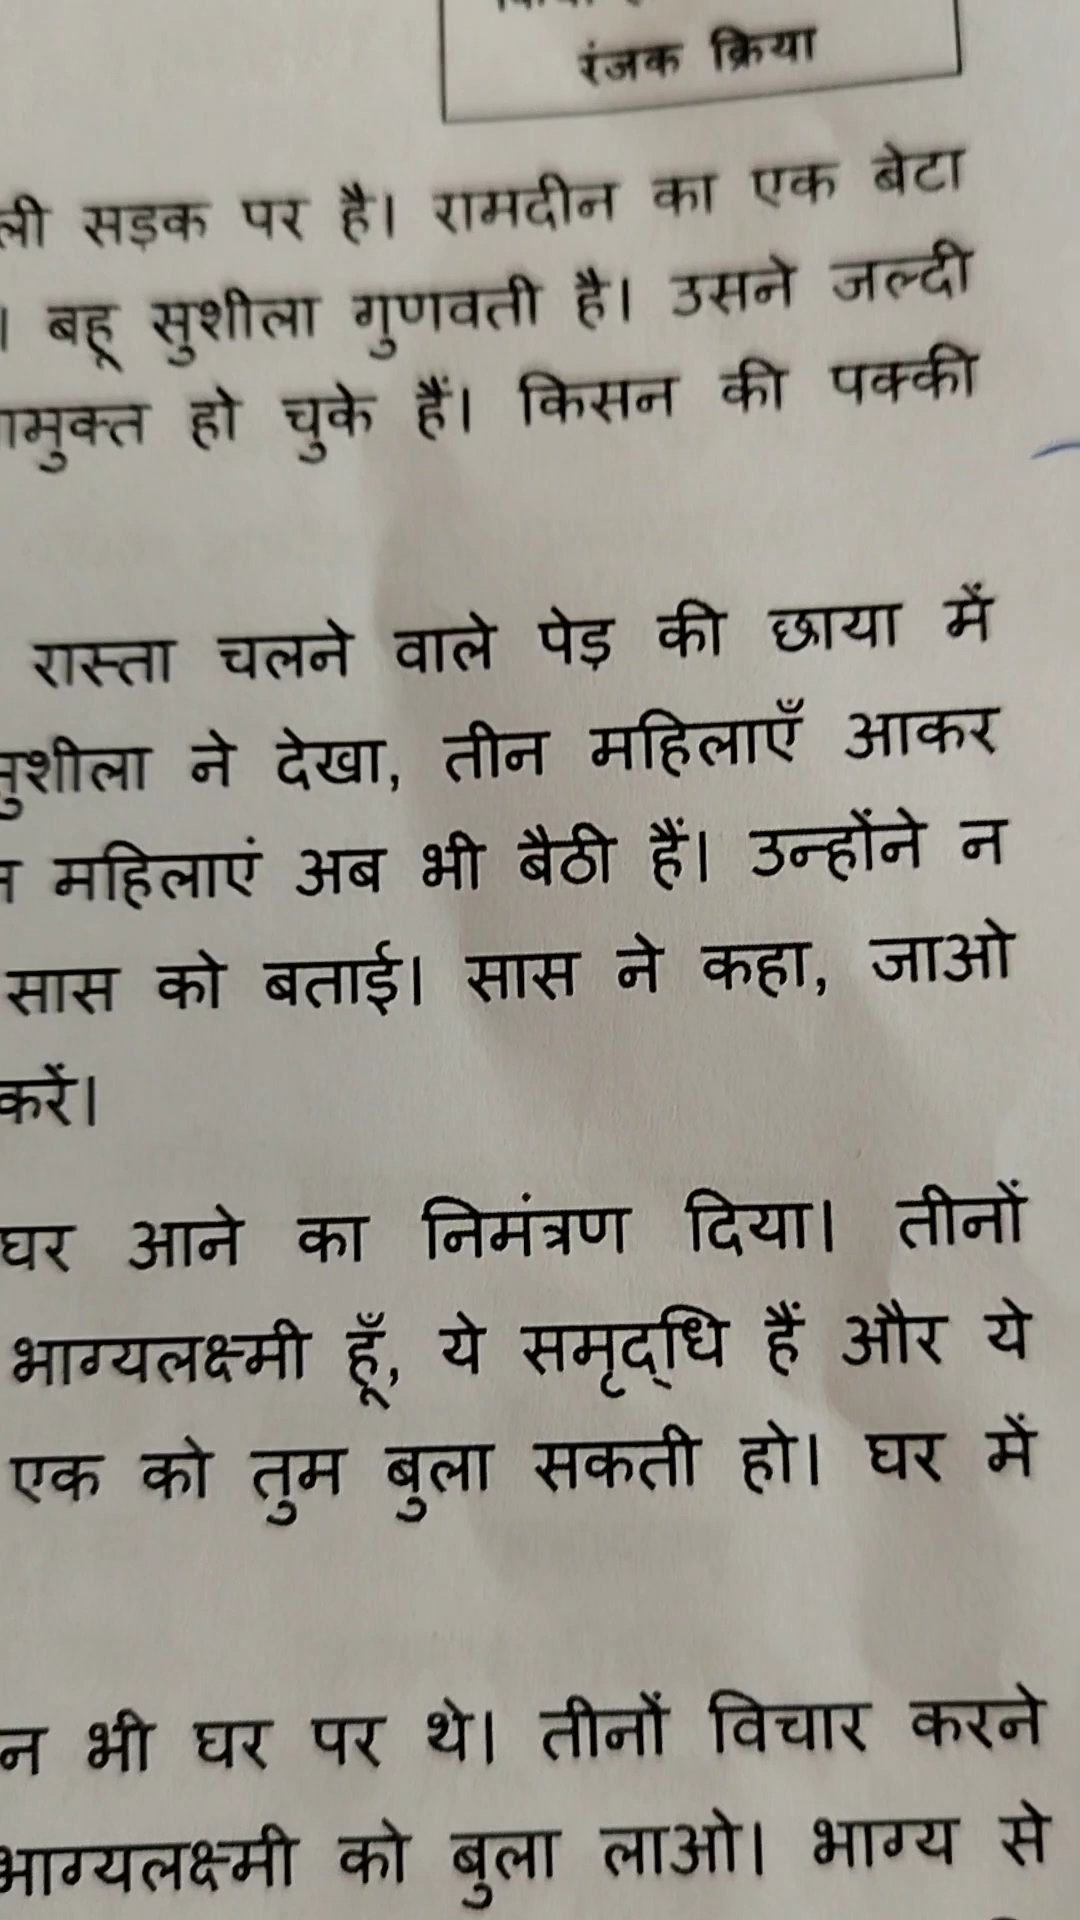 रंजक क्रिया
सड़क पर है। रामदीन का एक बेटा
। बहू सुशीला गुणवती है। उसने जल्दी
हो चुके हैं। किसन की पक्की
रास्ता चलने वाले पेड़ की छाया में
ने देखा, तीन महिलाएँ आकर
महिलाएं अब भी बैठी हैं। उन्होंने न
सास को बताई। सास ने कहा, जाओ
करें।
घर आने का निमंत्रण दिया। तीनों
भाग्यलक्ष्मी हूँ, ये समृद्धि हैं और ये
एक को तुम बुला सकती हो। घर में
न भी घर पर थे। तीनों विचार करने
भाग्यलक्ष्मी को बुला लाओ। भाग्य से